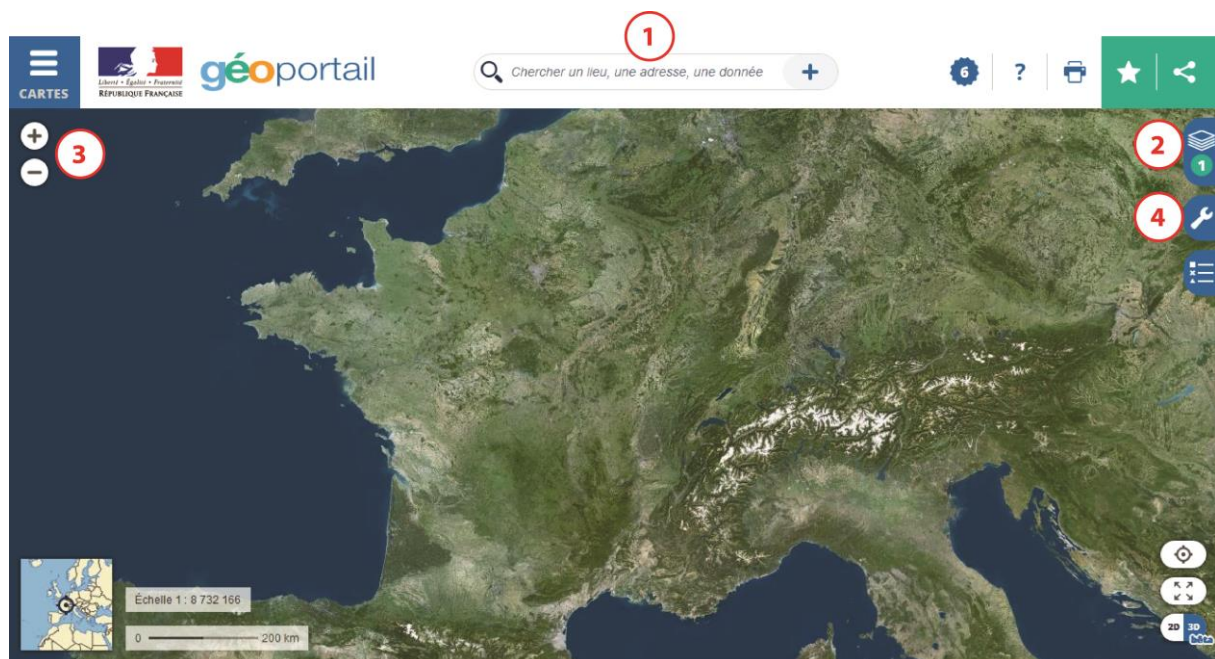 1
CARTES
Liberté • Égalité • Fraternité
RÉPUBLIQUE FRANÇAISE
géoportail
Chercher un lieu, une adresse, une donnée
+
6
?
+
−
3
2
1
4
Échelle 1 : 8 732 166
0 200 km
2D 3D
bêta